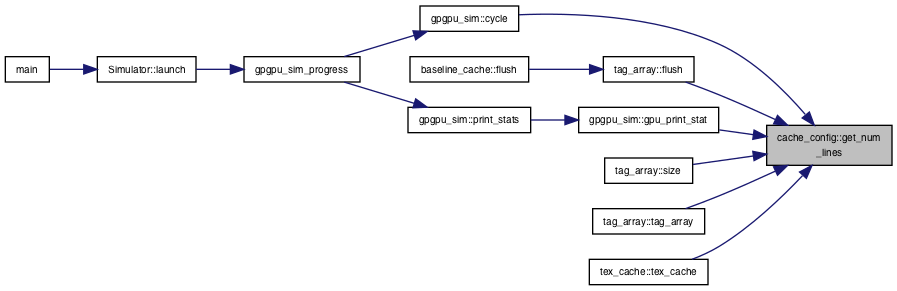 main
Simulator::launch
gpgpu_sim_progress
gpgpu_sim::cycle
baseline_cache::flush
tag_array::flush
gpgpu_sim::print_stats
gpgpu_sim::gpu_print_stat
tag_array::size
tag_array::tag_array
tex_cache::tex_cache
cache_config::get_num
_lines